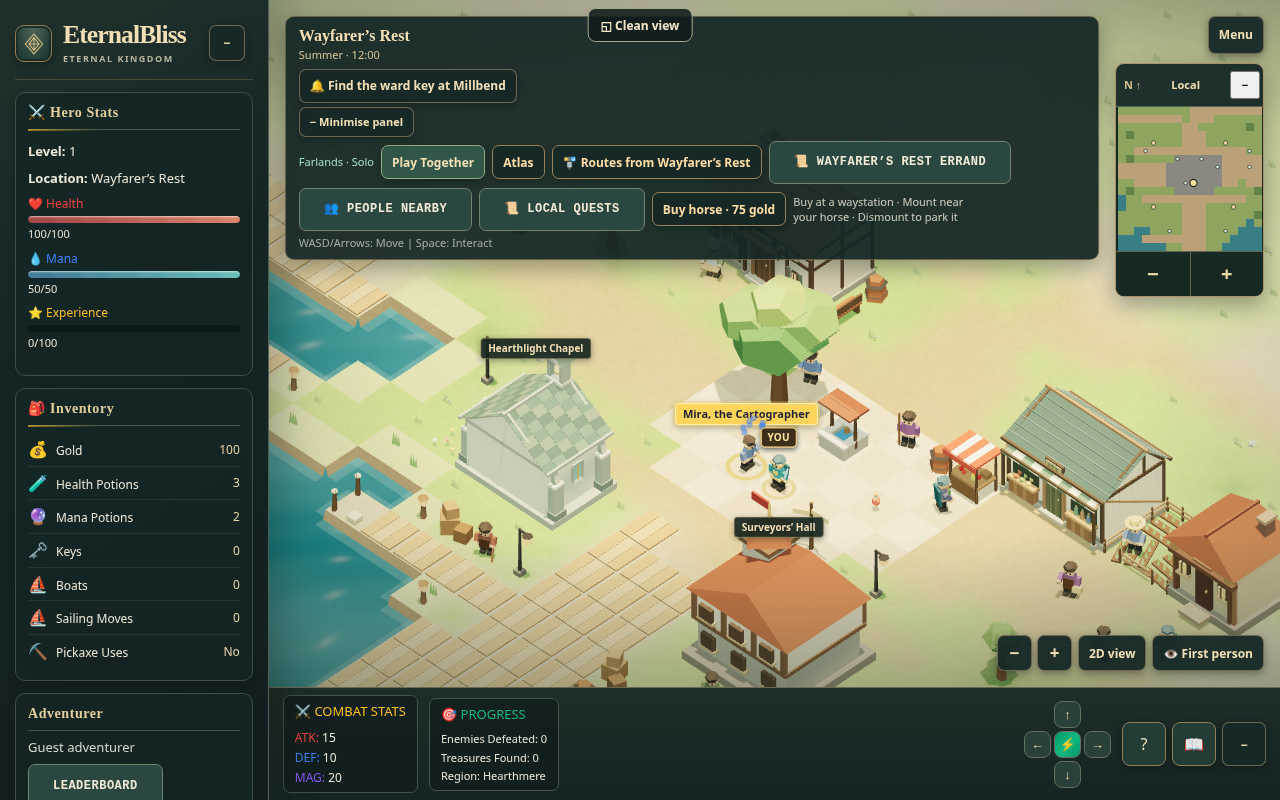 EternalBliss
ETERNAL KINGDOM
–
⚔️ Hero Stats
Level: 1
Location: Wayfarer’s Rest
❤️ Health
100/100
💧 Mana
50/50
⭐ Experience
0/100
🎒 Inventory
💰 Gold 100
🧪 Health Potions 3
🔮 Mana Potions 2
🗝️ Keys 0
⛵ Boats 0
⛵ Sailing Moves 0
⛏️ Pickaxe Uses No
Adventurer
Guest adventurer
LEADERBOARD
◱ Clean view
Wayfarer’s Rest
Summer · 12:00
🔔 Find the ward key at Millbend
– Minimise panel
Farlands · Solo Play Together Atlas Routes from Wayfarer’s Rest 📜 WAYFARER’S REST ERRAND
👥 PEOPLE NEARBY 📜 LOCAL QUESTS Buy horse · 75 gold Buy at a waystation · Mount near
your horse · Dismount to park it
WASD/Arrows: Move | Space: Interact
Menu
N ↑ Local –
− +
Hearthlight Chapel
Mira, the Cartographer
YOU
Surveyors’ Hall
− + 2D view 👁️ First person
⚔️ COMBAT STATS
ATK: 15
DEF: 10
MAG: 20
🎯 PROGRESS
Enemies Defeated: 0
Treasures Found: 0
Region: Hearthmere
↑
← ⚡ →
↓
? 📖 –